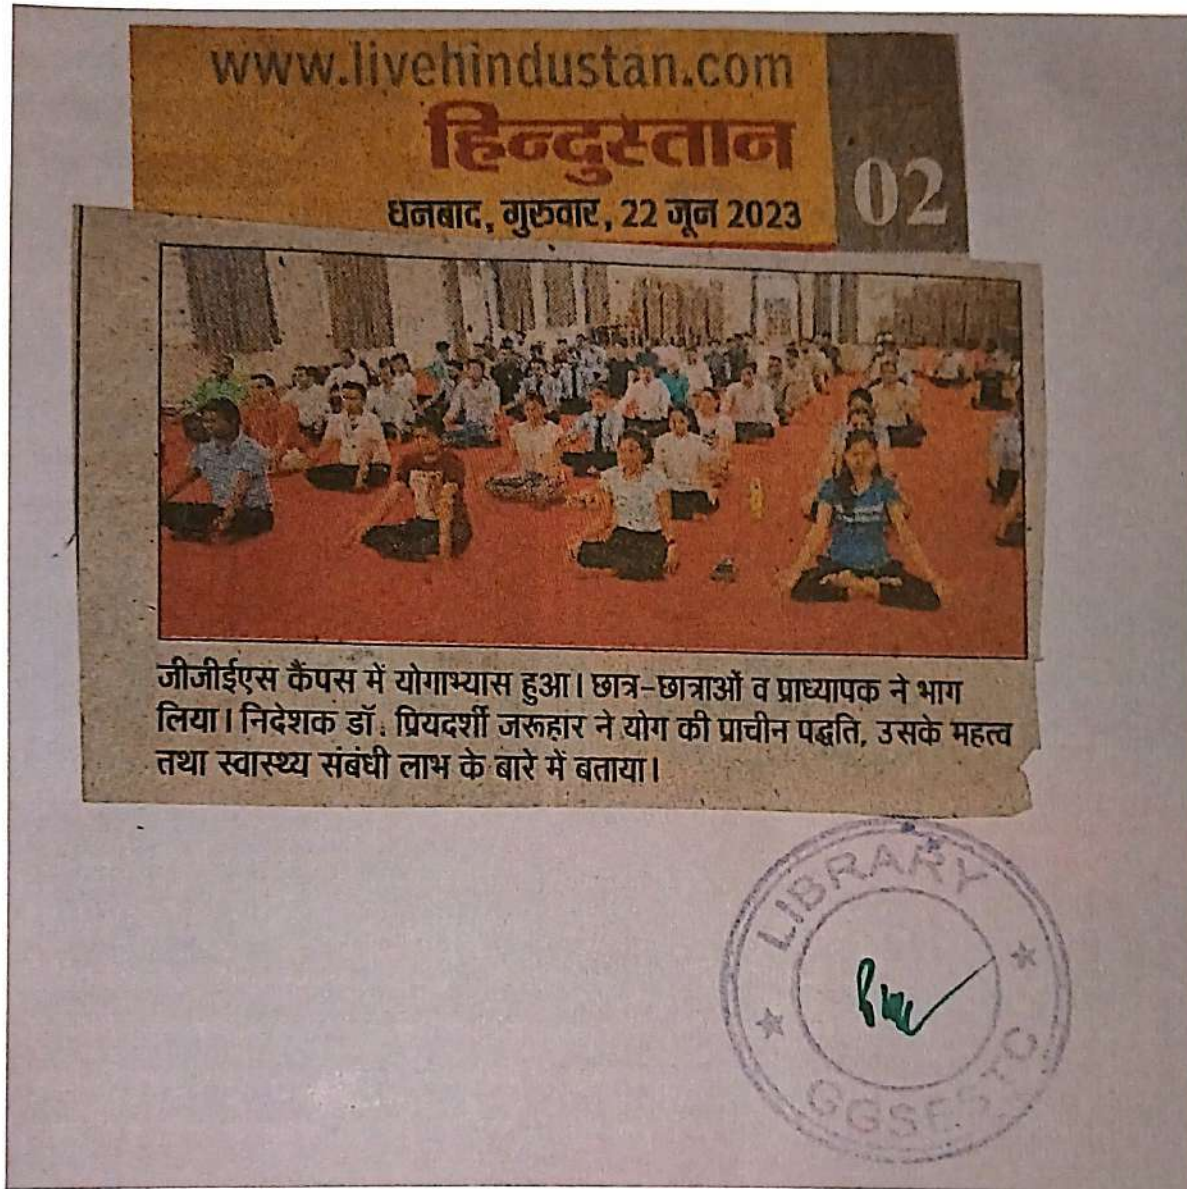 www.livehindustan.com
हिन्दुस्तान
02
धनबाद, गुरुवार, 22 जून 2023
जीजीईएस कैंपस में योगाभ्यास हुआ। छात्र-छात्राओं व प्राध्यापक ने भाग
लिया। निदेशक डॉ. प्रियदर्शी जरूहार ने योग की प्राचीन पद्धति, उसके महत्व
तथा स्वास्थ्य संबंधी लाभ के बारे में बताया।
LIBRARY
GGSESTC